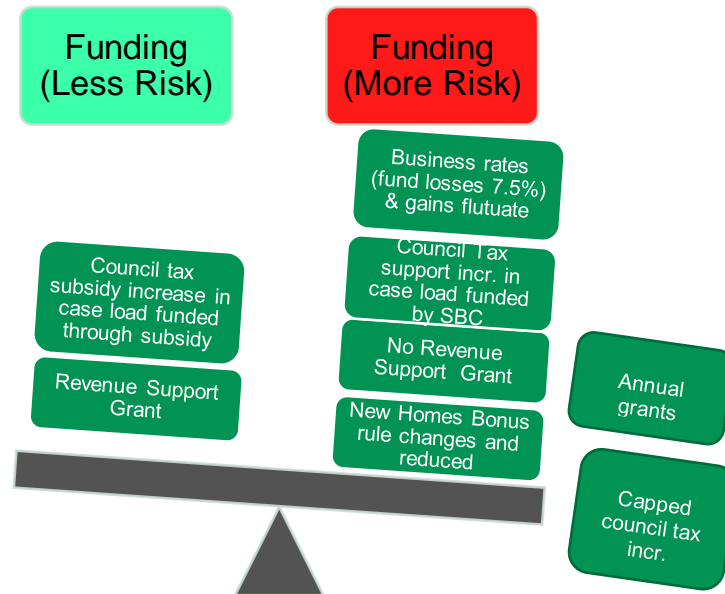 Funding
(Less Risk)
Funding
(More Risk)
Business rates
(fund losses 7.5%)
& gains flutuate
Council tax
subsidy increase in
case load funded
through subsidy
Council Tax
support incr. in
case load funded
by SBC
Revenue Support
Grant
No Revenue
Support Grant
New Homes Bonus
rule changes and
reduced
Annual
grants
Capped
council tax
incr.